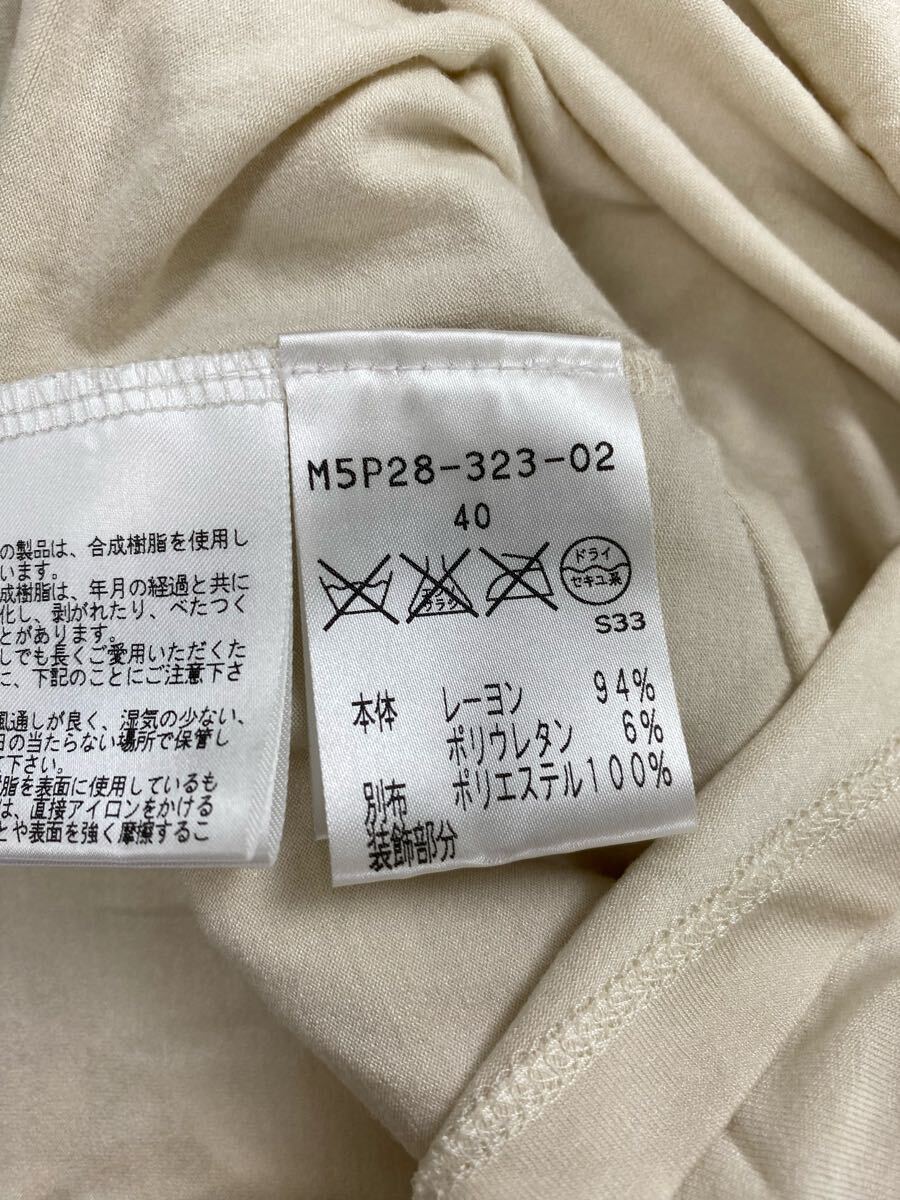 の製品は、合成樹脂を使用し
います。
成樹脂は、年月の経過と共に
化し、剥がれたり、べたつく
とがあります。
しでも長くご愛用いただくた
に、下記のことにご注意下さ
風通しが良く、湿気の少ない、
日の当たらない場所で保管し
て下さい。
脂を表面に使用しているも
は、直接アイロンをかける
とや表面を強く摩擦するこ
M5P28-323-02
40
エンソ
サラシ
ドライ
セキユ系
S33
本体 レーヨン 94%
ポリウレタン 6%
別布 ポリエステル100%
装飾部分